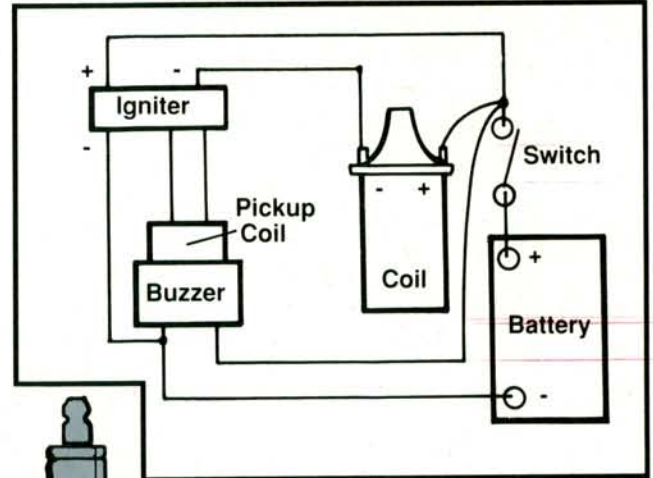 + -
Igniter
-
Switch
Pickup
Coil
- +
+
Coil
Buzzer
Battery
-